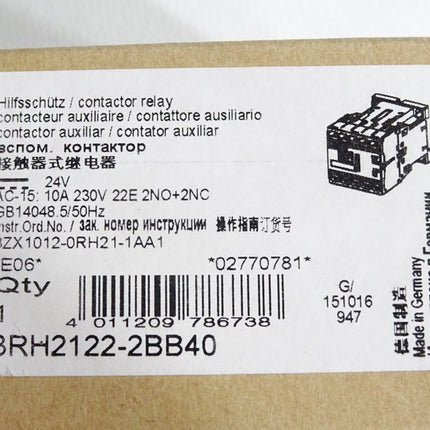 Hilfsschütz / contactor relay
contacteur auxiliaire / contattore ausiliario
contactor auxiliar / contator auxiliar
вспом. контактор
接触器式继电器
24V
AC-15: 10A 230V 22E 2NO+2NC
GB14048.5/50Hz
Instr.Ord.No./ зак. номер инструкции 操作指南订货号
3ZX1012-0RH21-1AA1
*E06* *02770781*
Qty
1
4 011209 786738
3RH2122-2BB40
G/
151016
947
德国制造
Made in Germany
Германии